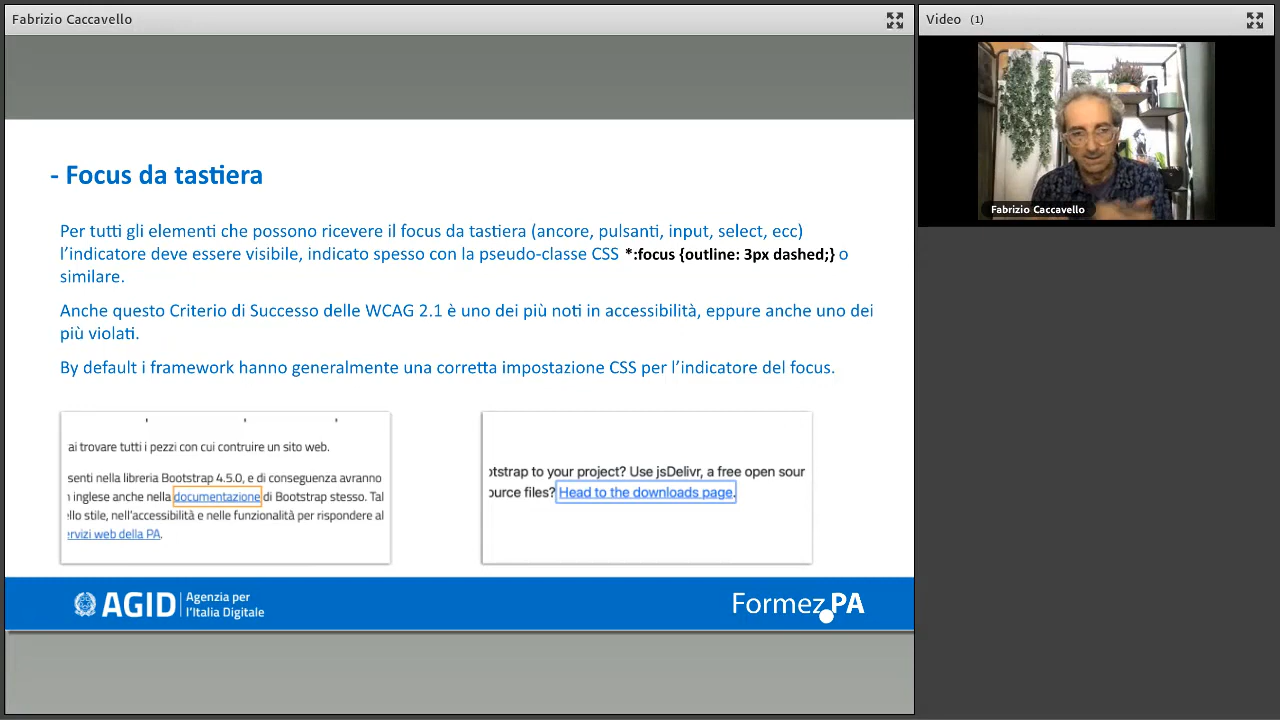 Fabrizio Caccavello
Video (1)
Fabrizio Caccavello
- Focus da tastiera
Per tutti gli elementi che possono ricevere il focus da tastiera (ancore, pulsanti, input, select, ecc)
l’indicatore deve essere visibile, indicato spesso con la pseudo-classe CSS *:focus {outline: 3px dashed;} o
similare.
Anche questo Criterio di Successo delle WCAG 2.1 è uno dei più noti in accessibilità, eppure anche uno dei
più violati.
By default i framework hanno generalmente una corretta impostazione CSS per l’indicatore del focus.
ai trovare tutti i pezzi con cui contruire un sito web.
senti nella libreria Bootstrap 4.5.0, e di conseguenza avranno
n inglese anche nella documentazione di Bootstrap stesso. Tal
llo stile, nell'accessibilità e nelle funzionalità per rispondere al
ervizi web della PA.
otstrap to your project? Use jsDelivr, a free open sour
ource files? Head to the downloads page.
AGID Agenzia per
l’Italia Digitale
Formez.PA